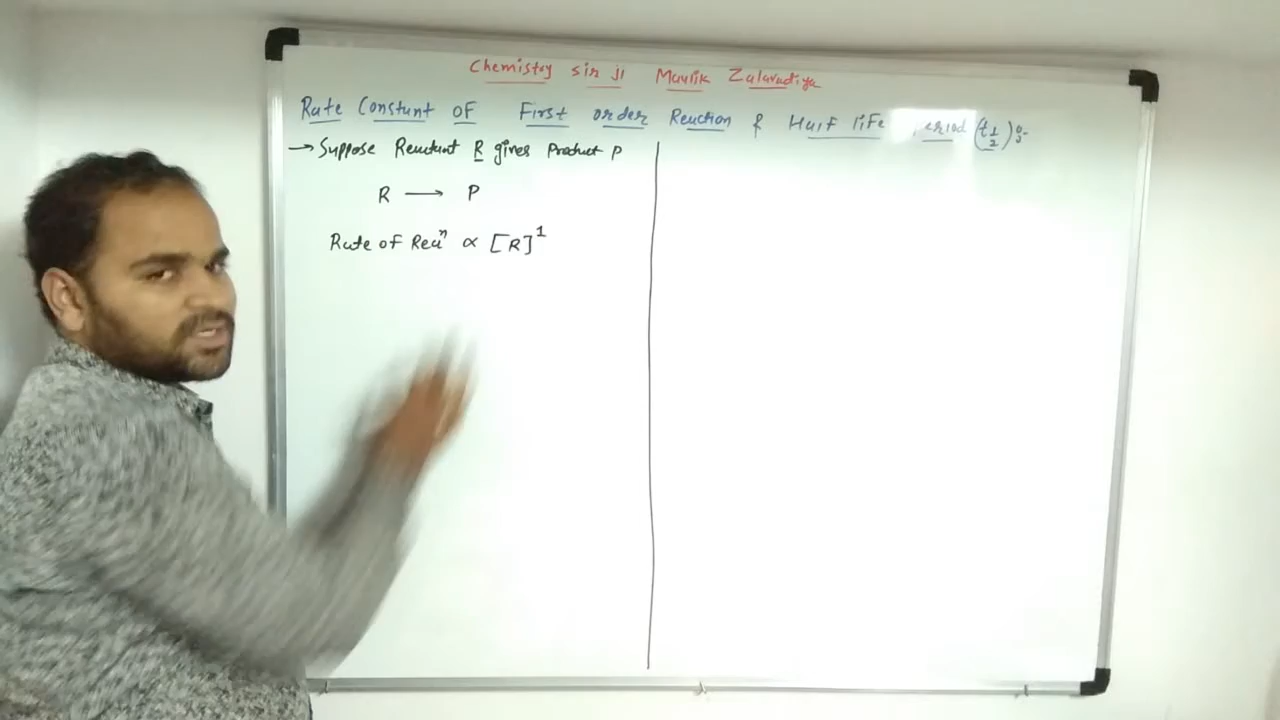 Chemistry sir ji Maulik Zalavadiya
Rate Constant OF First order Reaction & Half life Period (t 1/2) :-
→ Suppose Reactant R gives Product P
R ⟶ P
Rate of Reaⁿ ∝ [R]¹